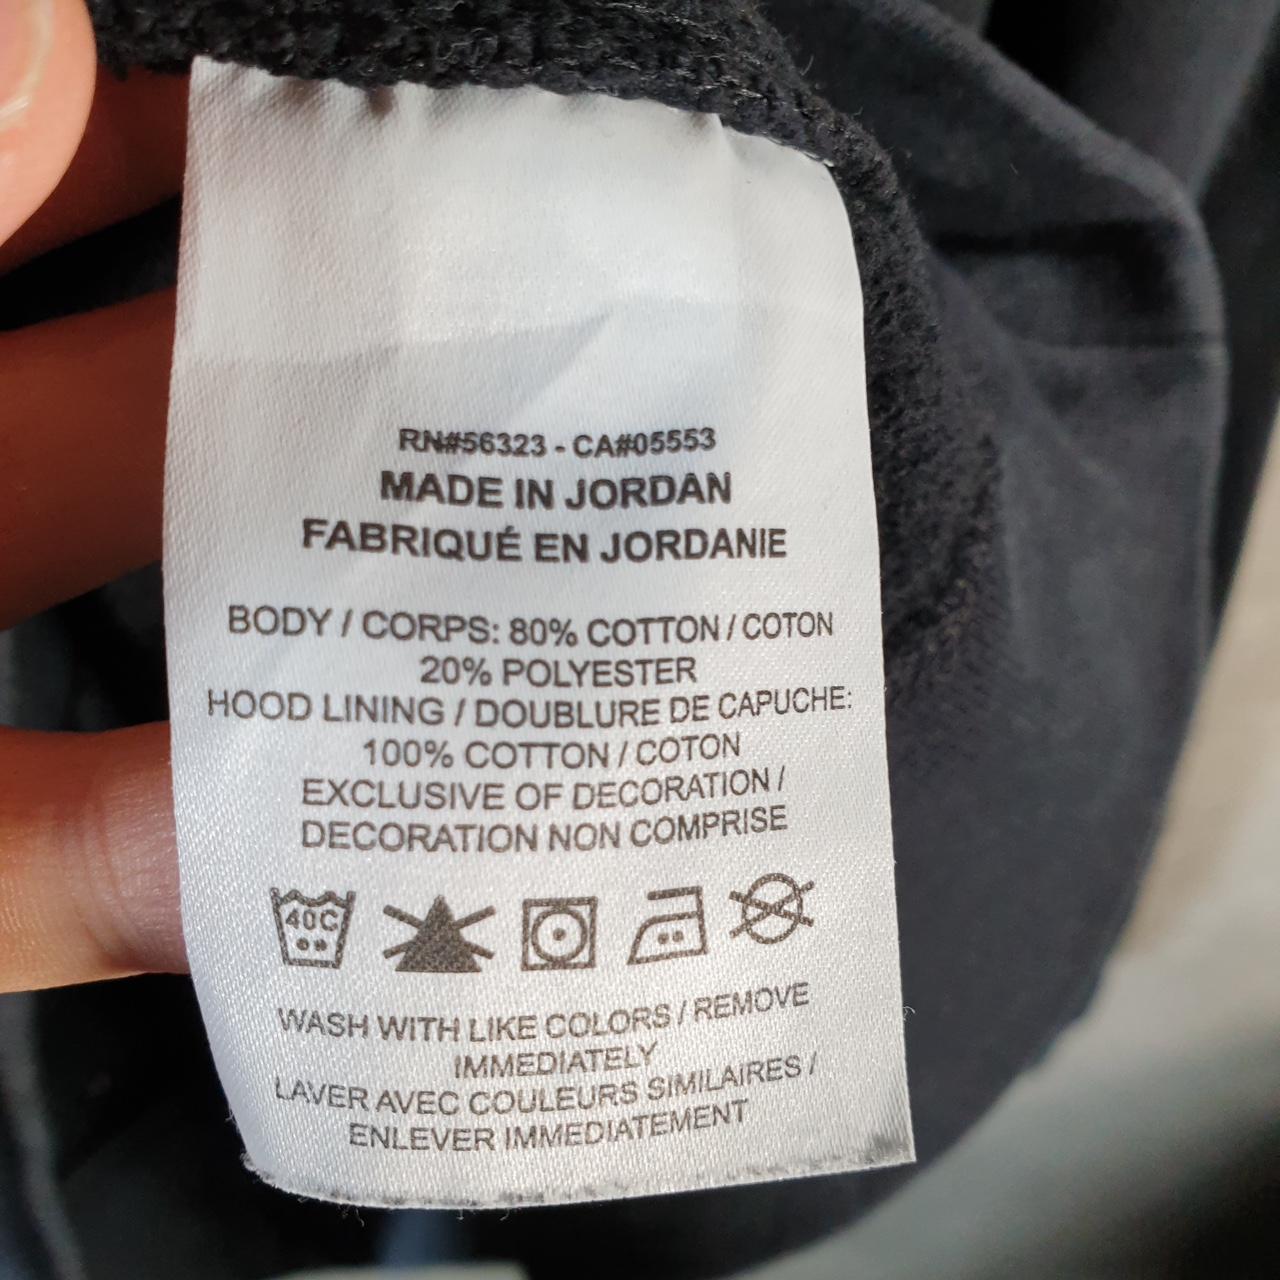 RN#56323 - CA#05553
MADE IN JORDAN
FABRIQUÉ EN JORDANIE
BODY / CORPS: 80% COTTON / COTON
20% POLYESTER
HOOD LINING / DOUBLURE DE CAPUCHE:
100% COTTON / COTON
EXCLUSIVE OF DECORATION /
DECORATION NON COMPRISE
40C
WASH WITH LIKE COLORS / REMOVE
IMMEDIATELY
LAVER AVEC COULEURS SIMILAIRES /
ENLEVER IMMEDIATEMENT